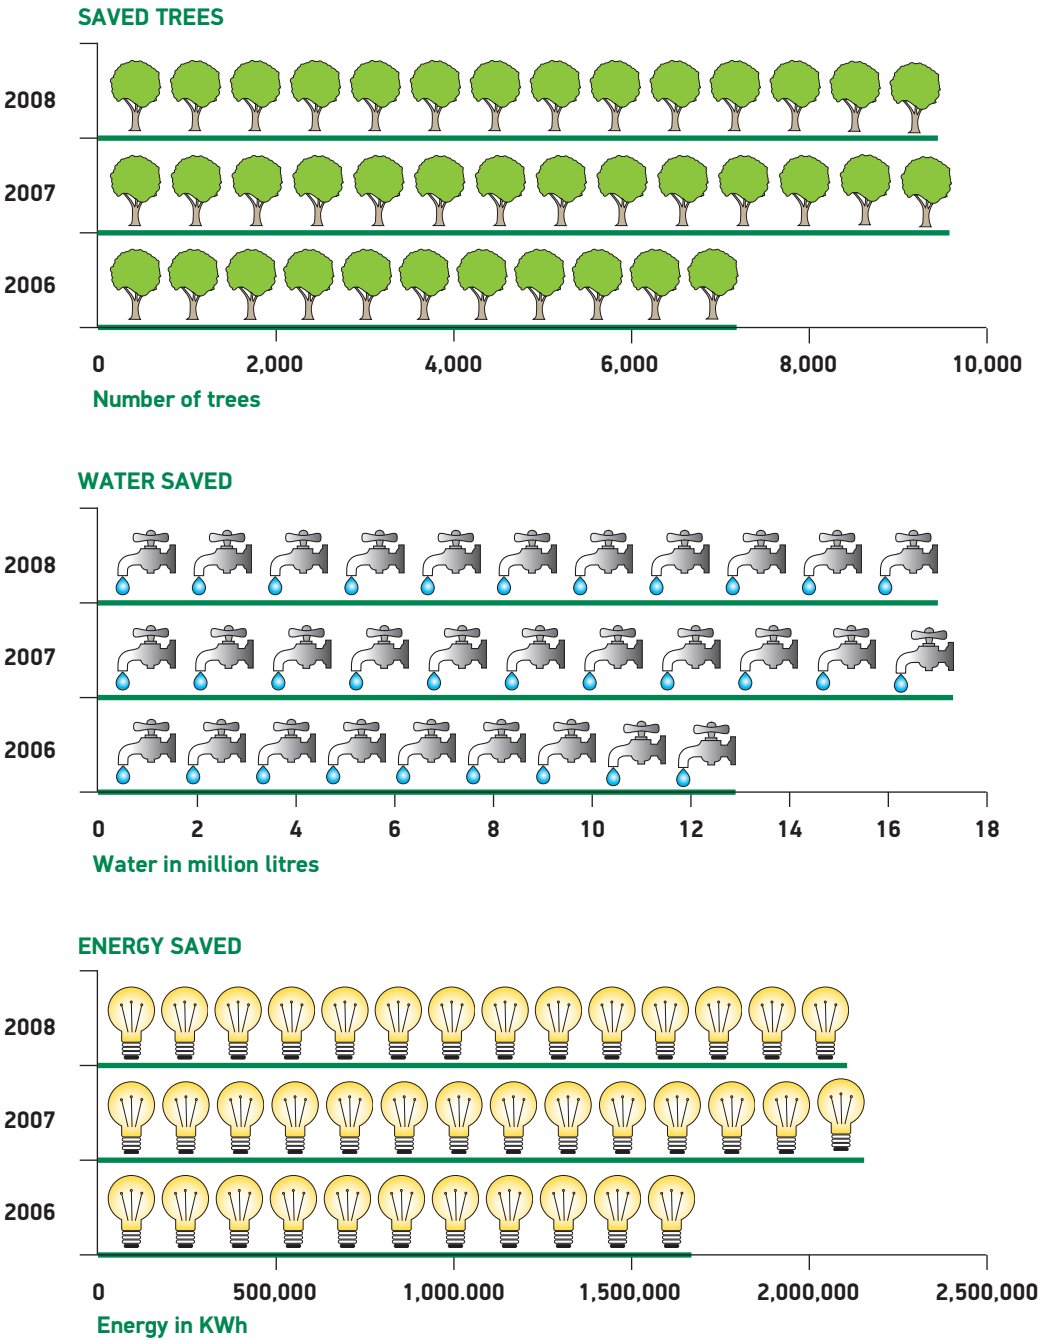 SAVED TREES
2008
2007
2006
0 2,000 4,000 6,000 8,000 10,000
Number of trees
WATER SAVED
2008
2007
2006
0 2 4 6 8 10 12 14 16 18
Water in million litres
ENERGY SAVED
2008
2007
2006
0 500,000 1,000.000 1,500,000 2,000,000 2,500,000
Energy in KWh